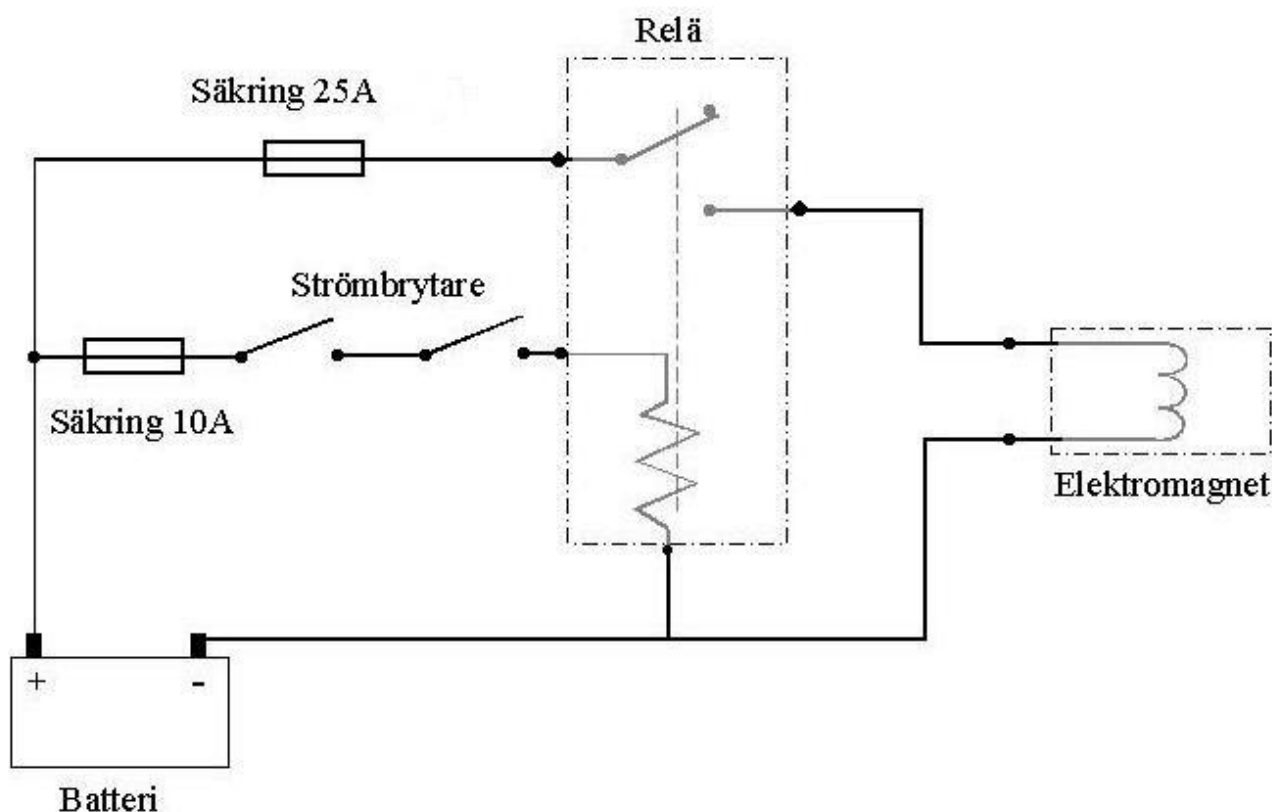 Relä
Säkring 25A
Strömbrytare
Säkring 10A
Elektromagnet
+ -
Batteri